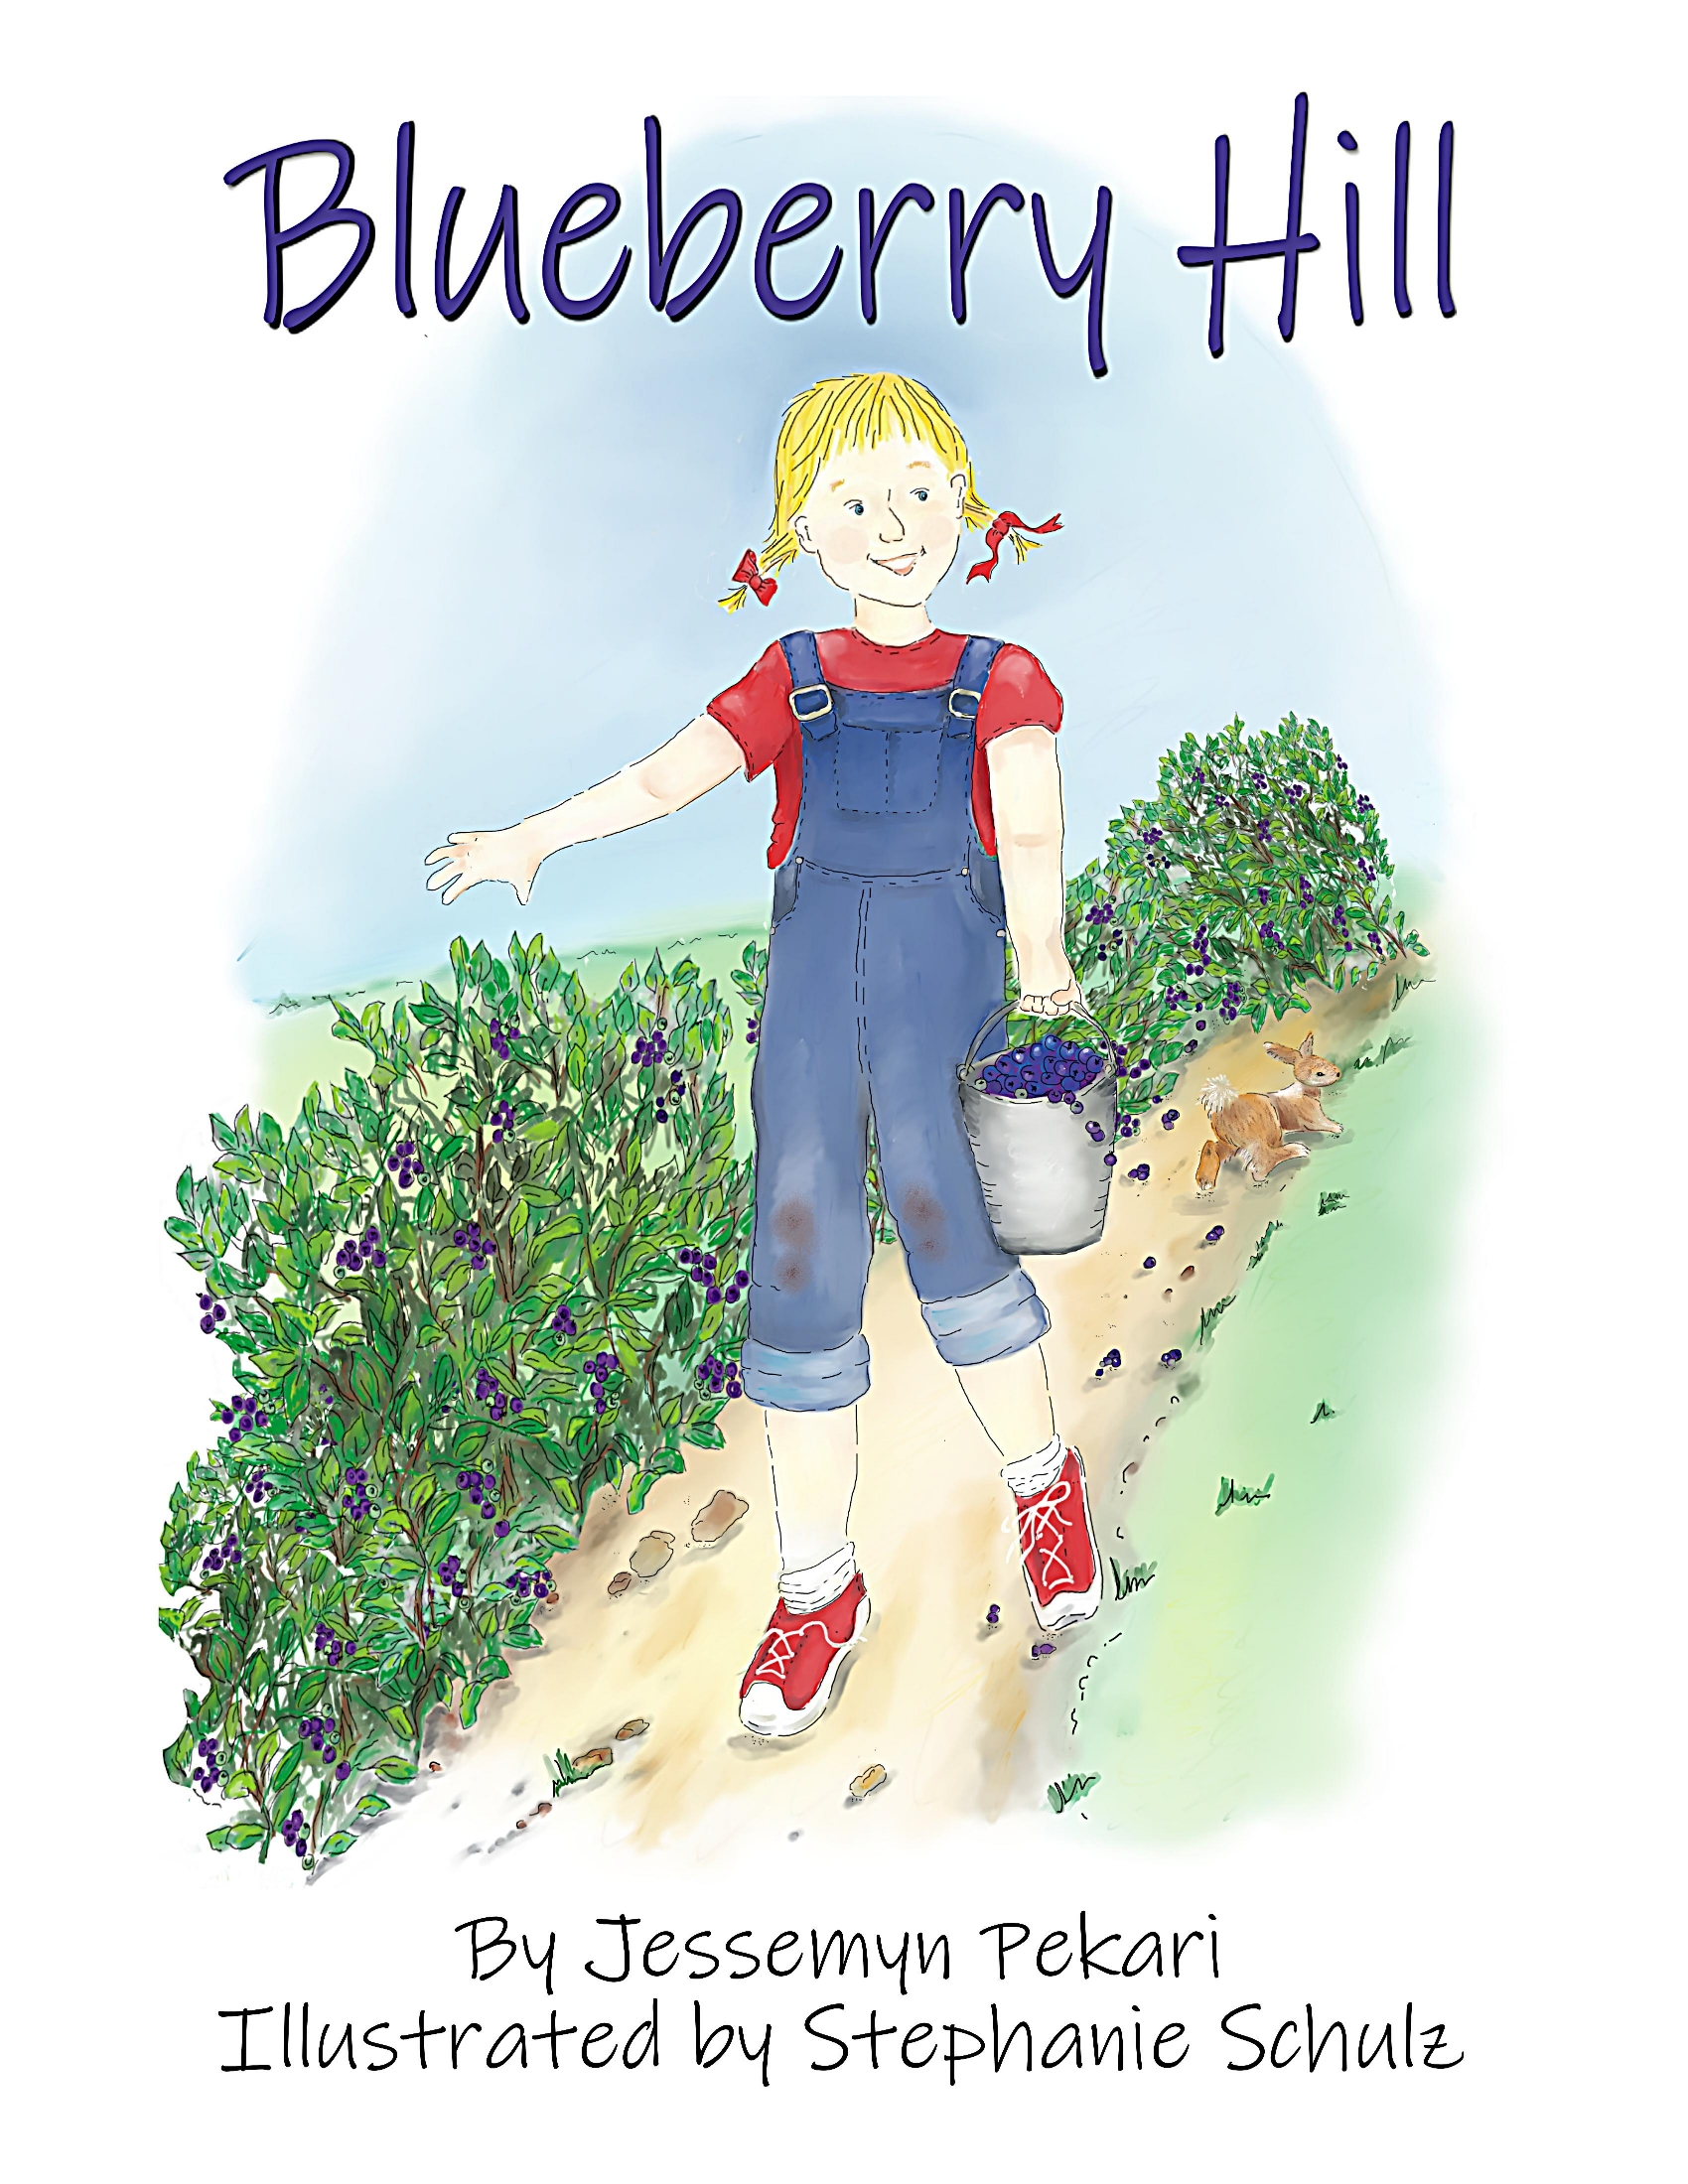 Blueberry Hill
By Jessemyn Pekari
Illustrated by Stephanie Schulz